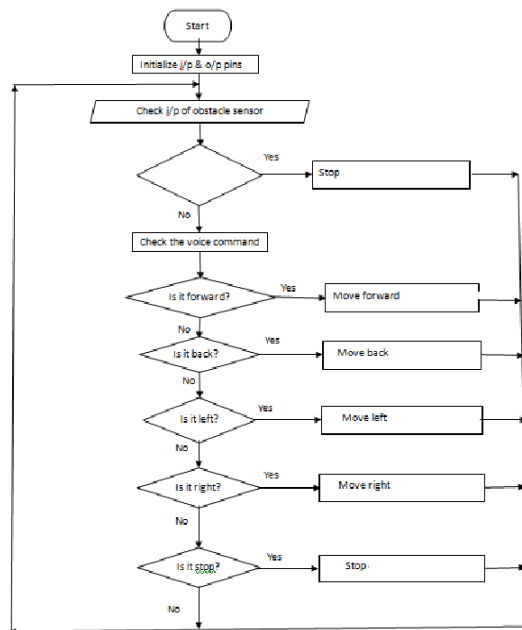 Start
Initialize i/p & o/p pins
Check i/p of obstacle sensor
Yes
Stop
No
Check the voice command
Is it forward?
Yes
Move forward
No
Is it back?
Yes
Move back
No
Is it left?
Yes
Move left
No
Is it right?
Yes
Move right
No
Is it stop?
Yes
Stop
No